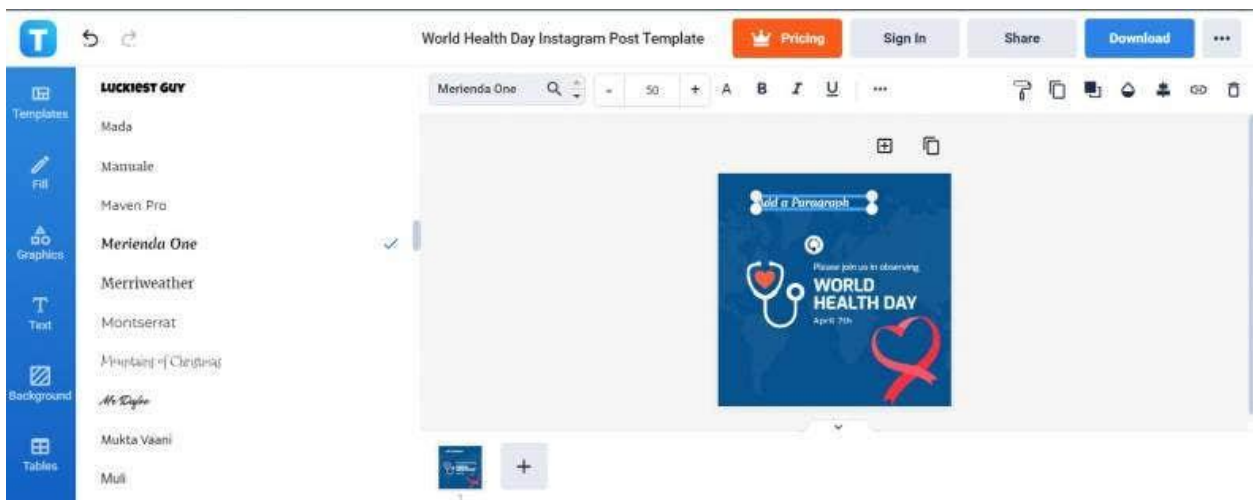 T
World Health Day Instagram Post Template
Pricing
Sign In
Share
Download
Templates
Fill
Graphics
Text
Background
Tables
LUCKIEST GUY
Mada
Manuale
Maven Pro
Merienda One
Merriweather
Montserrat
Mountains of Christmas
Mr Dafoe
Mukta Vaani
Muli
Merienda One
- 50 + A B I U
Add a Paragraph
Please join us in observing
WORLD
HEALTH DAY
April 7th
+
1